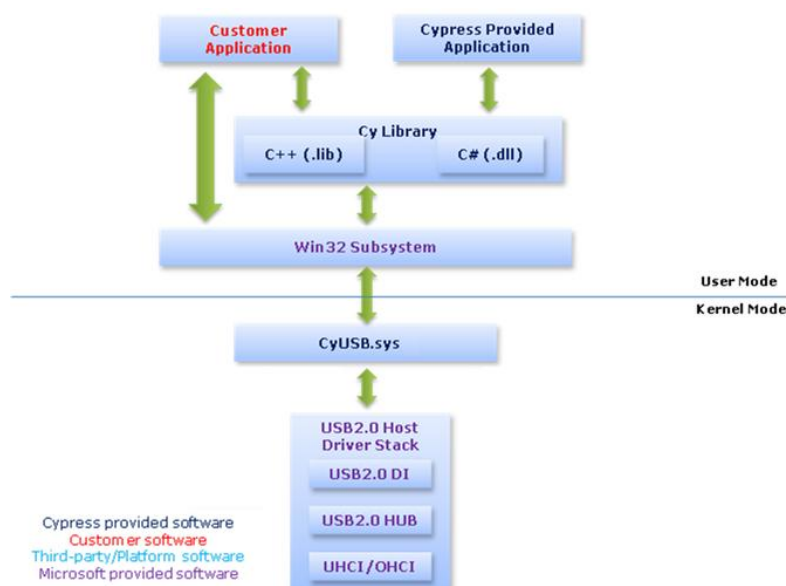 Customer
Application
Cypress Provided
Application
Cy Library
C++ (.lib)
C# (.dll)
Win32 Subsystem
User Mode
Kernel Mode
CyUSB.sys
USB2.0 Host
Driver Stack
USB2.0 DI
USB2.0 HUB
UHCI/OHCI
Cypress provided software
Customer software
Third-party/Platform software
Microsoft provided software